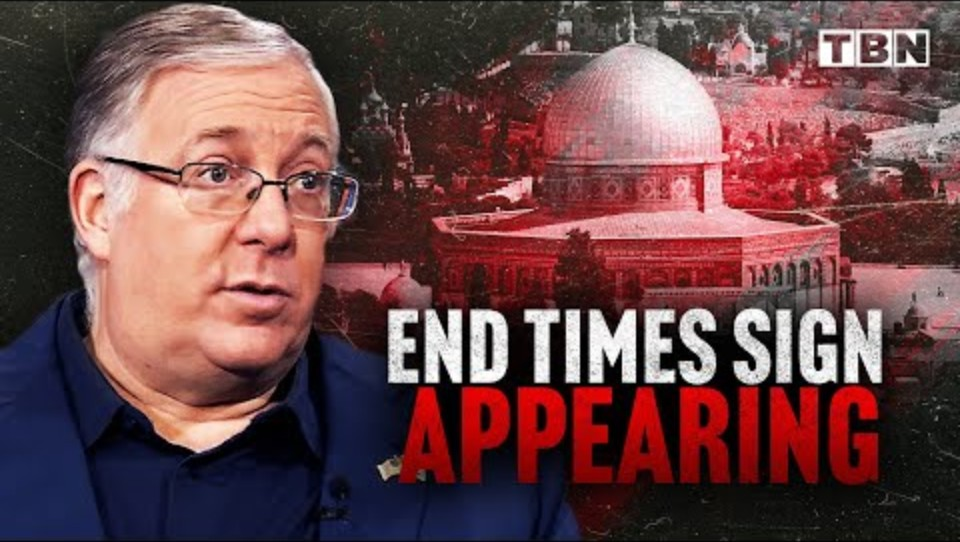 TBN
END TIMES SIGN
APPEARING